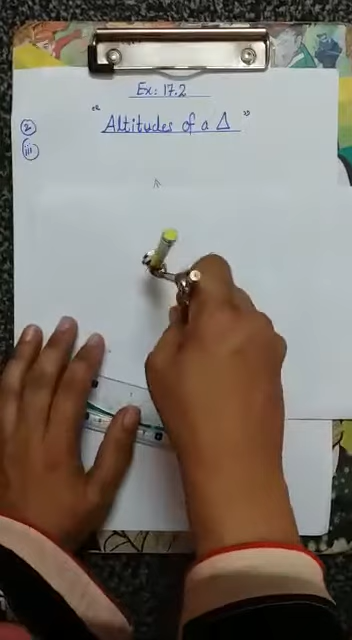 Ex: 17.2
" Altitudes of a Δ "
2
iii